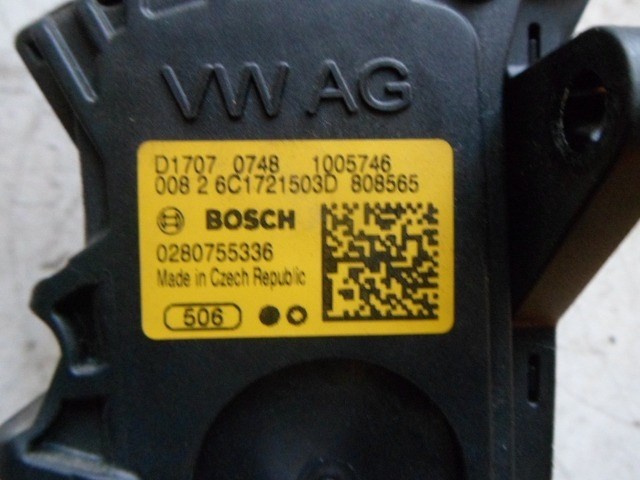 VW AG
D1707 0748 1005746
008 2 6C1721503D 808565
BOSCH
0280755336
Made in Czech Republic
506